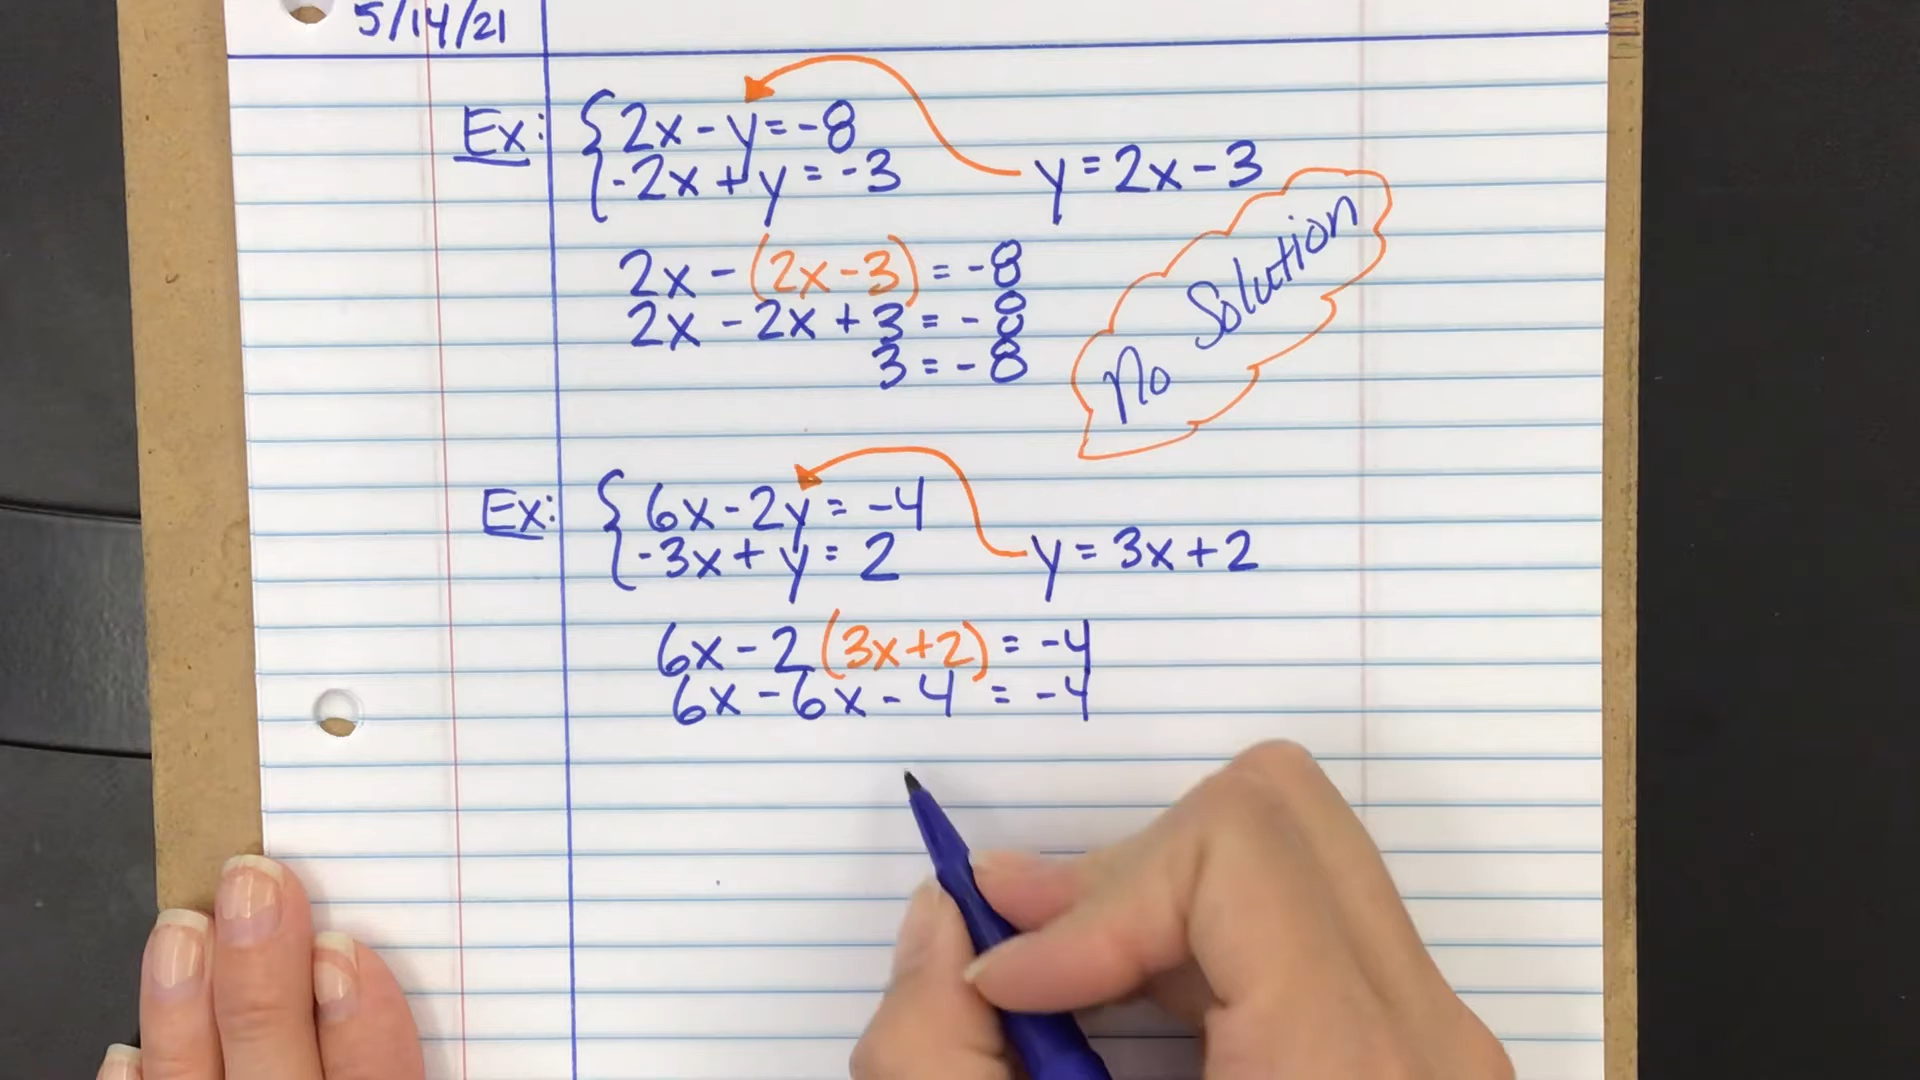 5/14/21
Ex: { 2x - y = -8
-2x + y = -3
y = 2x - 3
2x - (2x - 3) = -8
2x - 2x + 3 = -8
3 = -8
No Solution
Ex: { 6x - 2y = -4
-3x + y = 2
y = 3x + 2
6x - 2(3x + 2) = -4
6x - 6x - 4 = -4